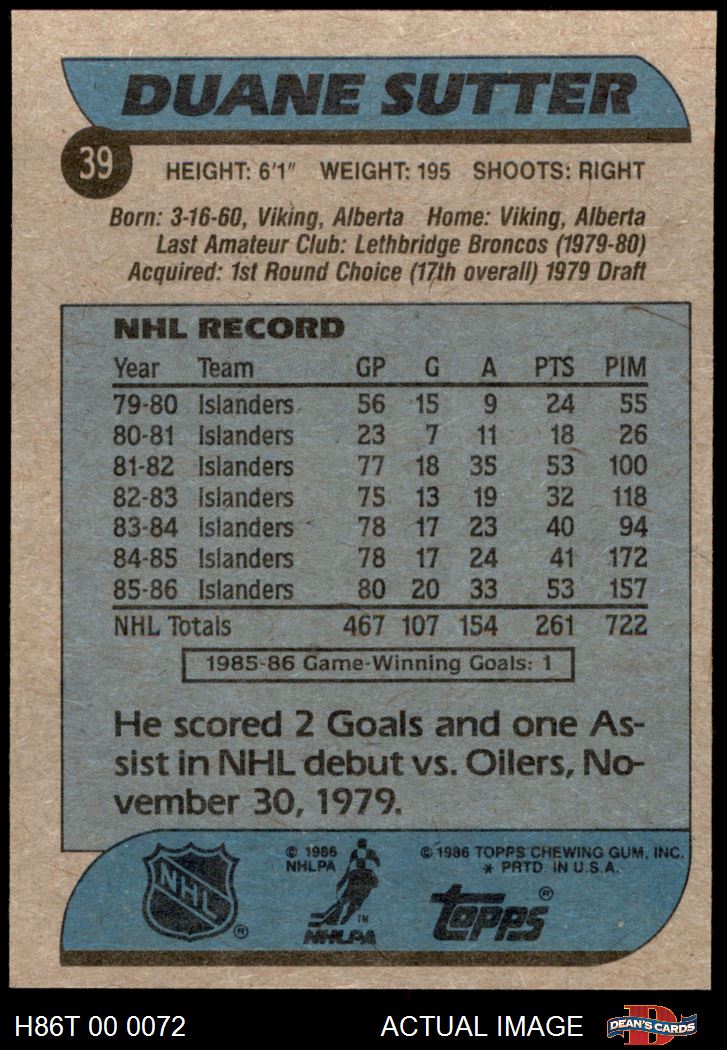 DUANE SUTTER
39
HEIGHT: 6'1" WEIGHT: 195 SHOOTS: RIGHT
Born: 3-16-60, Viking, Alberta Home: Viking, Alberta
Last Amateur Club: Lethbridge Broncos (1979-80)
Acquired: 1st Round Choice (17th overall) 1979 Draft
NHL RECORD
Year Team GP G A PTS PIM
79-80 Islanders 56 15 9 24 55
80-81 Islanders 23 7 11 18 26
81-82 Islanders 77 18 35 53 100
82-83 Islanders 75 13 19 32 118
83-84 Islanders 78 17 23 40 94
84-85 Islanders 78 17 24 41 172
85-86 Islanders 80 20 33 53 157
NHL Totals 467 107 154 261 722
1985-86 Game-Winning Goals: 1
He scored 2 Goals and one As-
sist in NHL debut vs. Oilers, No-
vember 30, 1979.
NHL ®
© 1986
NHLPA
TM
NHLPA
© 1986 TOPPS CHEWING GUM, INC.
* PRTD. IN U.S.A.
topps ®
H86T 00 0072 ACTUAL IMAGE
D
DEAN'S CARDS